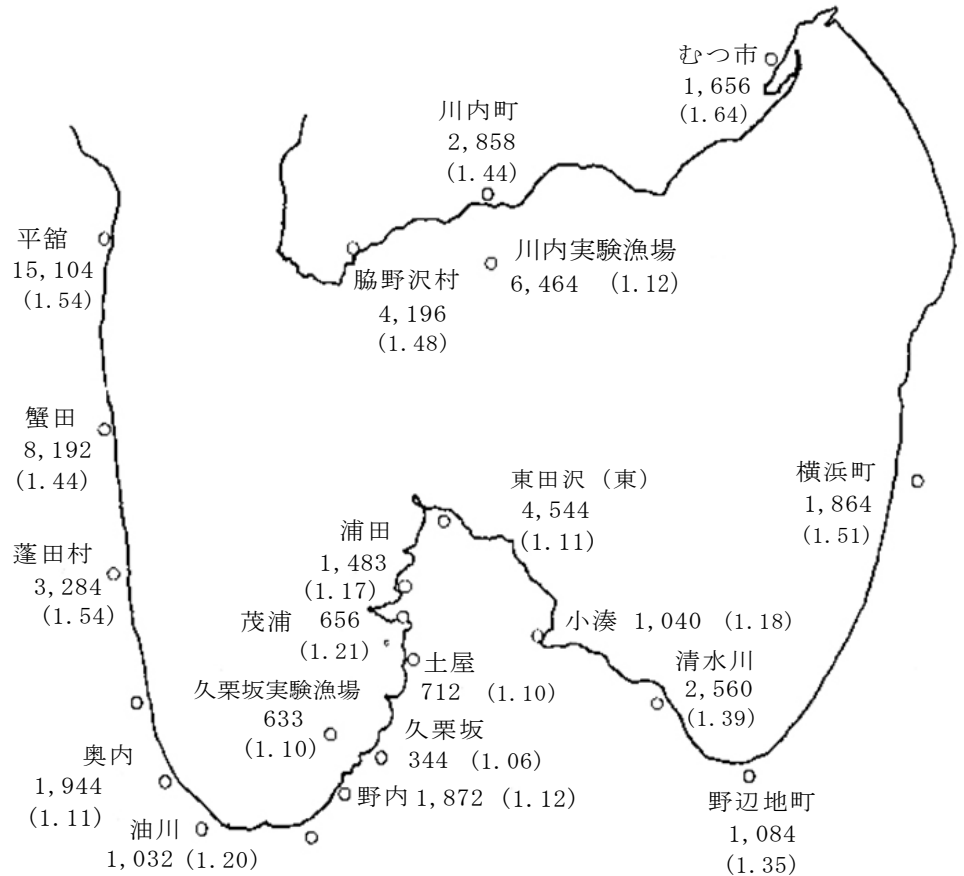 むつ市
1,656
(1.64)
川内町
2,858
(1.44)
平舘
15,104
(1.54)
川内実験漁場
6,464 (1.12)
脇野沢村
4,196
(1.48)
蟹田
8,192
(1.44)
東田沢（東）
4,544
(1.11)
横浜町
1,864
(1.51)
浦田
1,483
(1.17)
蓬田村
3,284
(1.54)
茂浦 656
(1.21)
小湊 1,040 (1.18)
土屋
712 (1.10)
清水川
2,560
(1.39)
久栗坂実験漁場
633
(1.10)
久栗坂
344 (1.06)
奥内
1,944
(1.11)
野内 1,872 (1.12)
野辺地町
1,084
(1.35)
油川
1,032 (1.20)